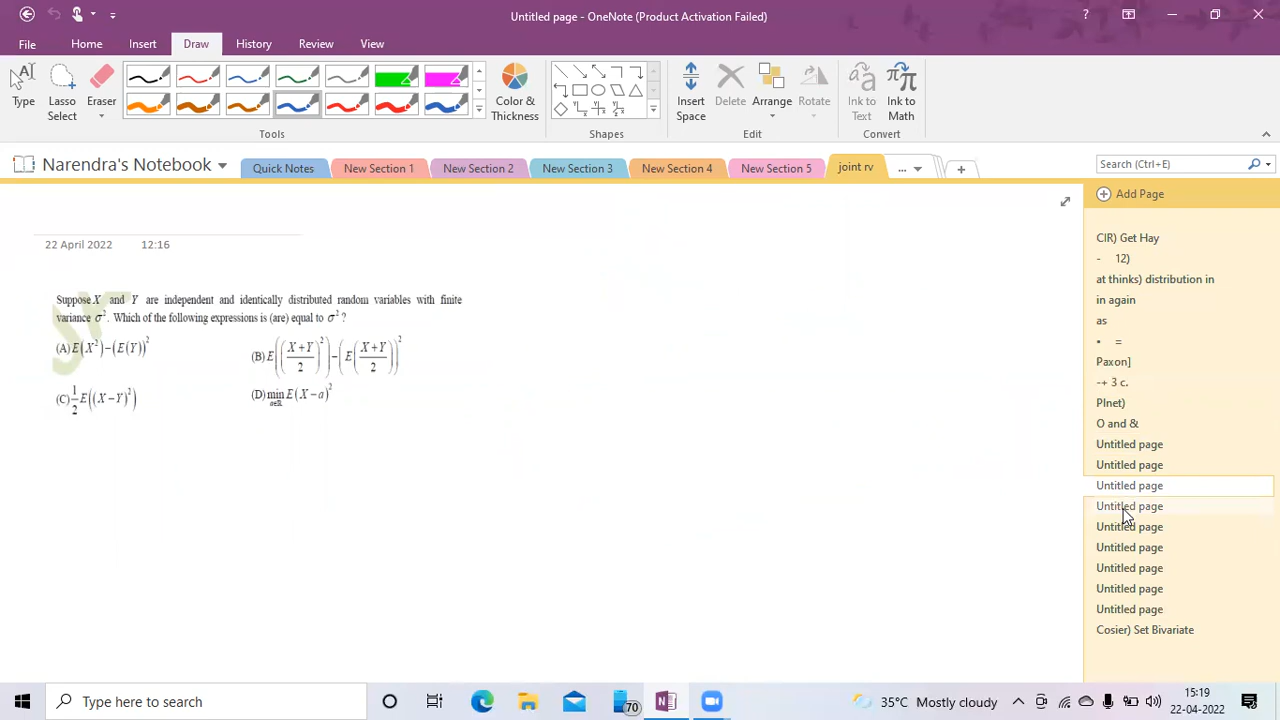 Untitled page - OneNote (Product Activation Failed)
File Home Insert Draw History Review View
Type Lasso Select Eraser Color & Thickness Insert Space Delete Arrange Rotate Ink to Text Ink to Math
Tools Shapes Edit Convert
Narendra's Notebook Quick Notes New Section 1 New Section 2 New Section 3 New Section 4 New Section 5 joint rv ... Search (Ctrl+E)
Add Page
22 April 2022 12:16
Suppose X and Y are independent and identically distributed random variables with finite
variance σ². Which of the following expressions is (are) equal to σ²?
(A) E(X²)−(E(Y))²
(B) E(((X+Y)/2)²)−(E((X+Y)/2))²
(C) 1/2 E((X−Y)²)
(D) min a∈ℝ E(X−a)²
CIR) Get Hay
- 12)
at thinks) distribution in
in again
as
▪ =
Paxon]
-+ 3 c.
PInet)
O and &
Untitled page
Untitled page
Untitled page
Untitled page
Untitled page
Untitled page
Untitled page
Untitled page
Untitled page
Cosier) Set Bivariate
Type here to search
70
35°C Mostly cloudy
15:19
22-04-2022